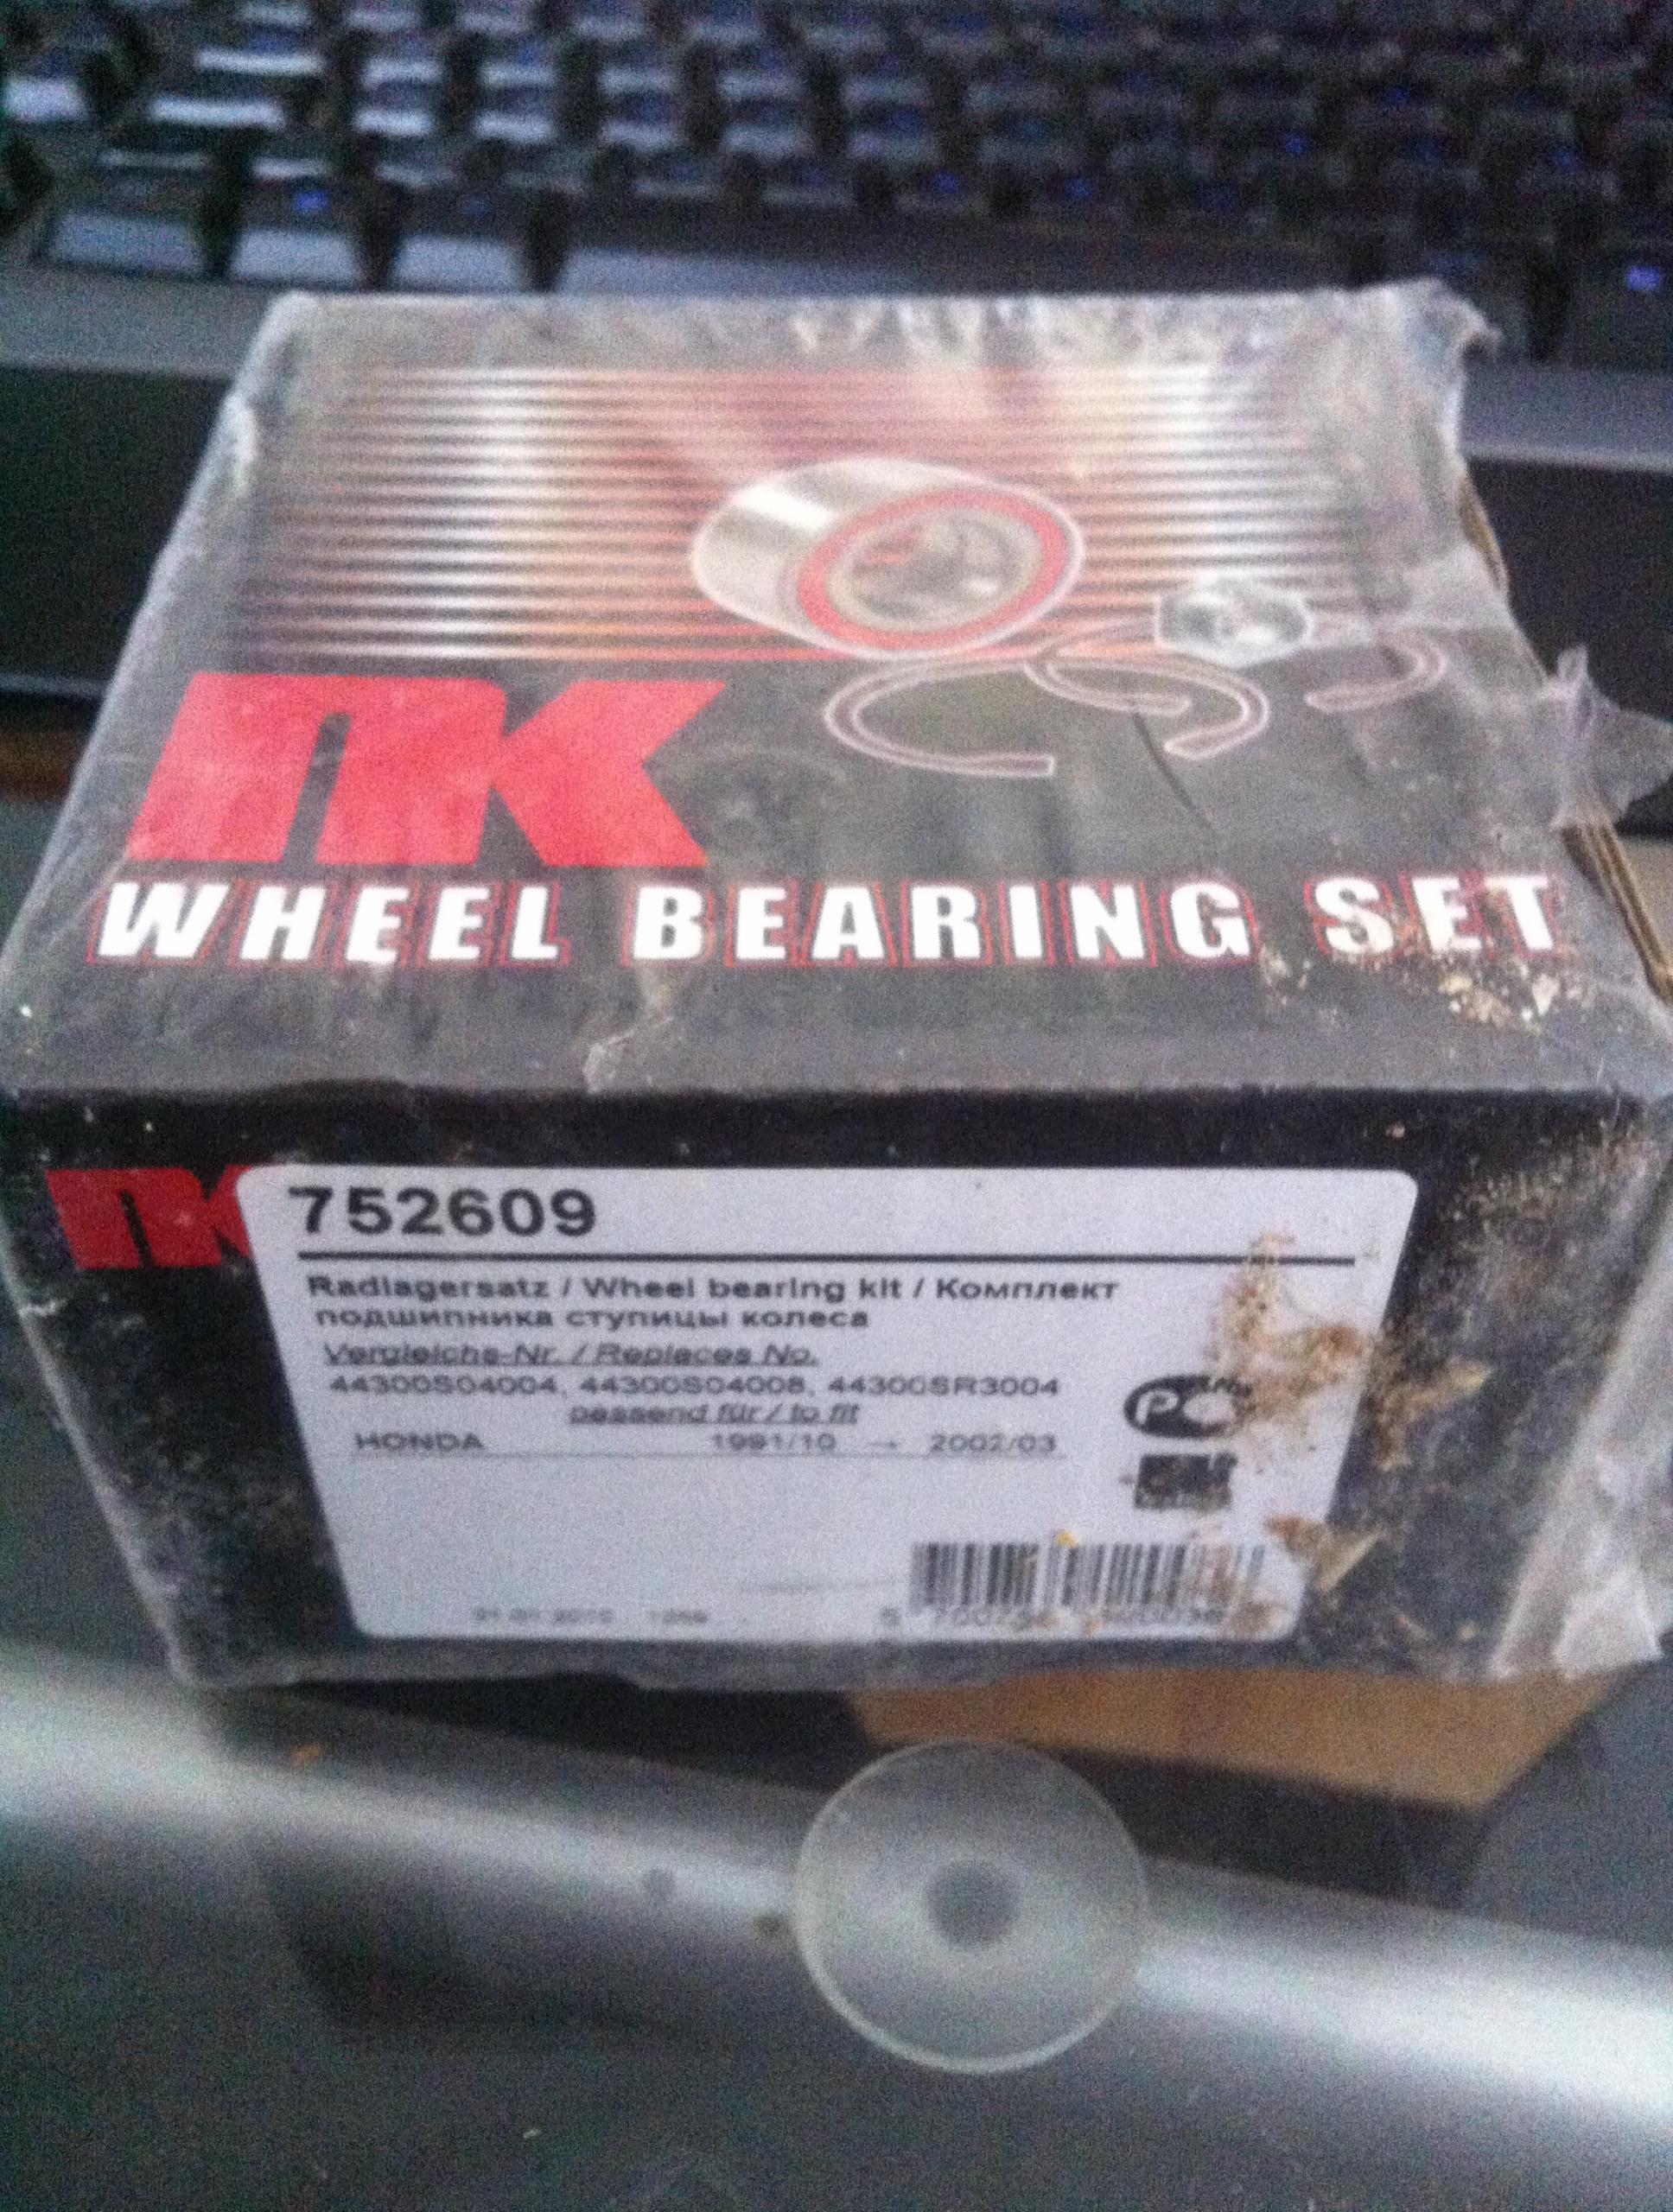 NK
WHEEL BEARING SET
NK
752609
Radlagersatz / Wheel bearing kit / Комплект
подшипника ступицы колеса
Vergleichs-Nr. / Replaces No.
44300S04004, 44300S04008, 44300SR3004
passend für / to fit
HONDA 1991/10 → 2002/03